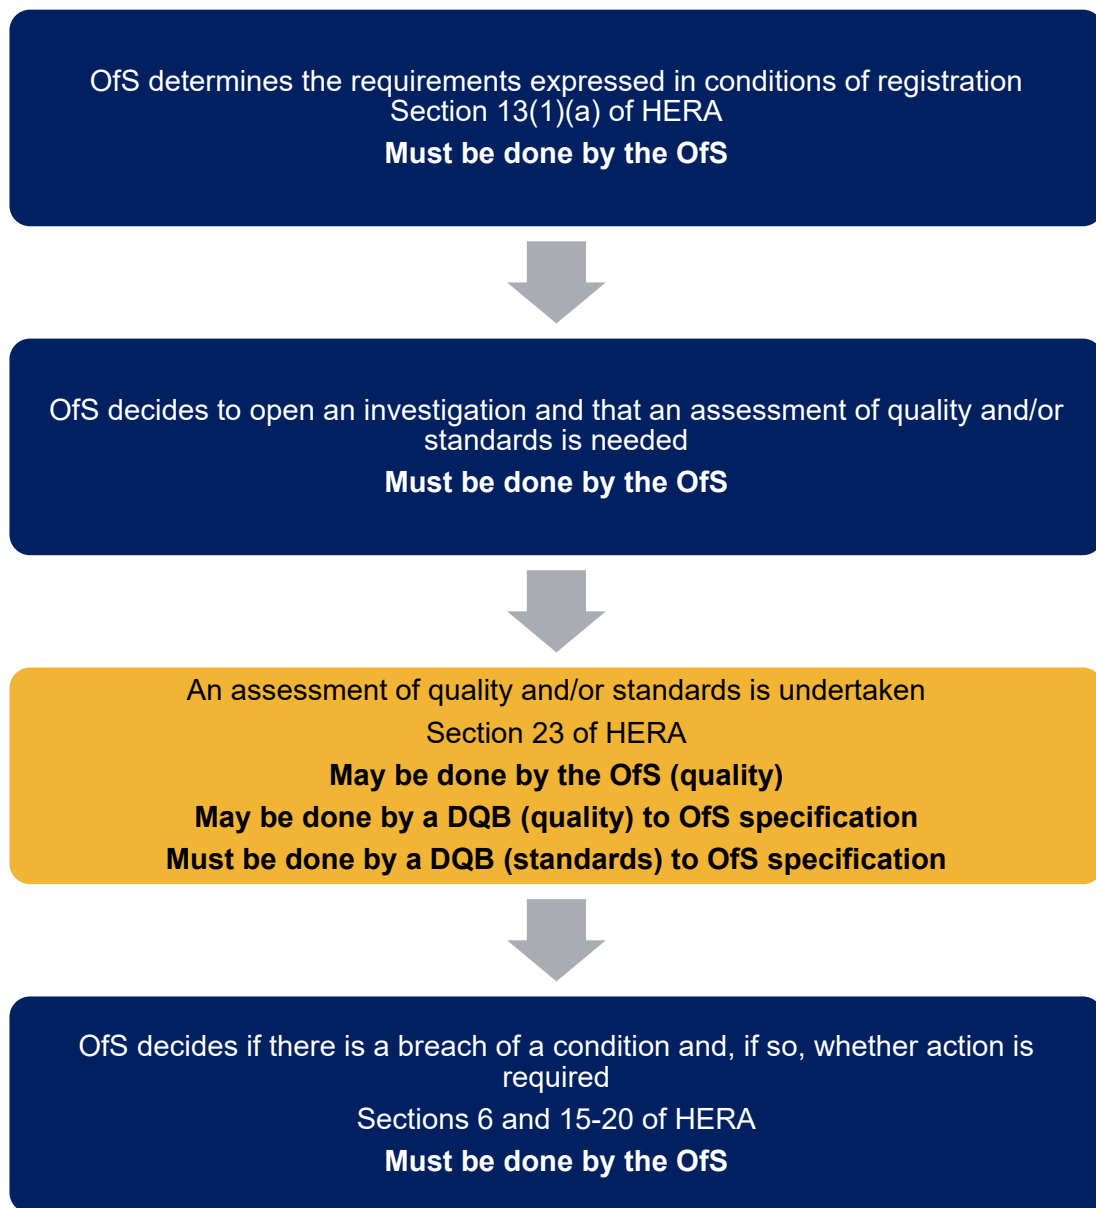 OfS determines the requirements expressed in conditions of registration
Section 13(1)(a) of HERA
Must be done by the OfS
OfS decides to open an investigation and that an assessment of quality and/or
standards is needed
Must be done by the OfS
An assessment of quality and/or standards is undertaken
Section 23 of HERA
May be done by the OfS (quality)
May be done by a DQB (quality) to OfS specification
Must be done by a DQB (standards) to OfS specification
OfS decides if there is a breach of a condition and, if so, whether action is
required
Sections 6 and 15-20 of HERA
Must be done by the OfS